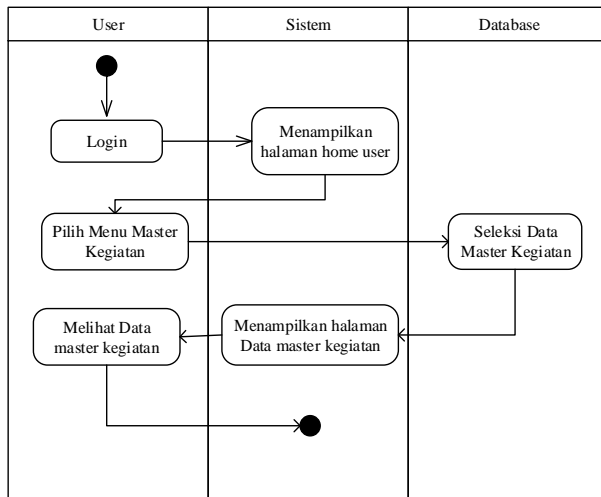 User
Sistem
Database
Login
Menampilkan
halaman home user
Pilih Menu Master
Kegiatan
Seleksi Data
Master Kegiatan
Melihat Data
master kegiatan
Menampilkan halaman
Data master kegiatan